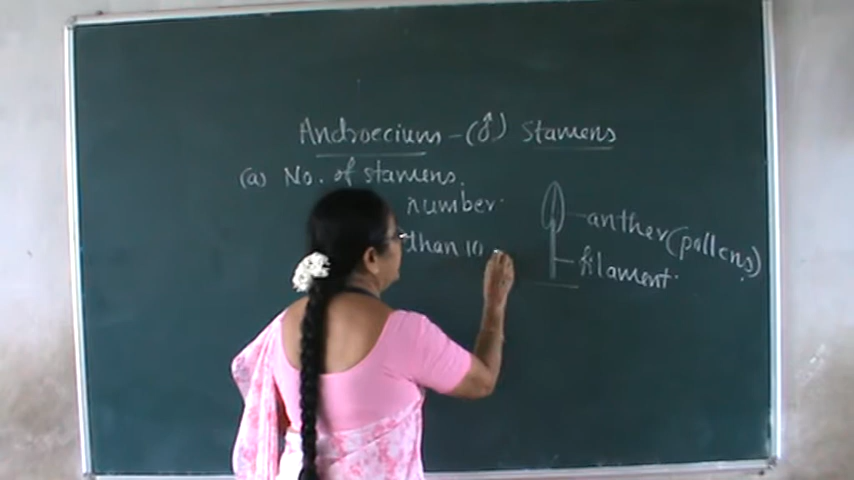 Androecium - (♂) Stamens
(a) No. of stamens.
number.
than 10
anther (pollens)
filament.